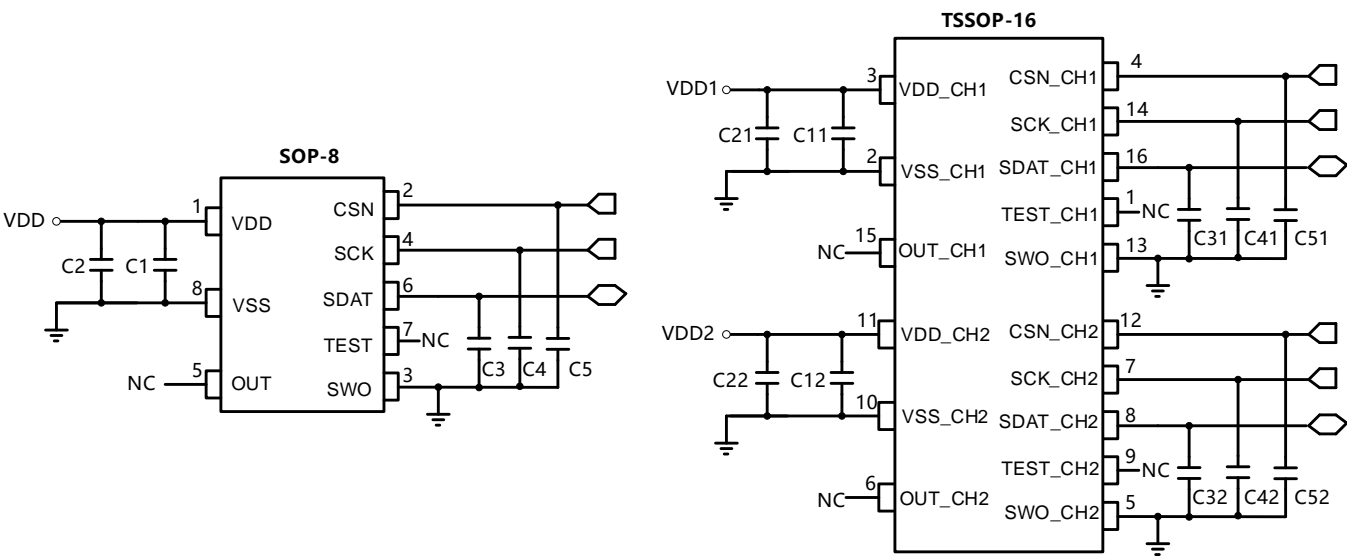 SOP-8
VDD
C2
C1
1
VDD
8
VSS
NC
5
OUT
CSN
2
SCK
4
SDAT
6
TEST
7
NC
SWO
3
C3
C4
C5
TSSOP-16
VDD1
C21
C11
3
VDD_CH1
2
VSS_CH1
NC
15
OUT_CH1
CSN_CH1
4
SCK_CH1
14
SDAT_CH1
16
TEST_CH1
1
NC
SWO_CH1
13
C31
C41
C51
VDD2
C22
C12
11
VDD_CH2
10
VSS_CH2
NC
6
OUT_CH2
CSN_CH2
12
SCK_CH2
7
SDAT_CH2
8
TEST_CH2
9
NC
SWO_CH2
5
C32
C42
C52